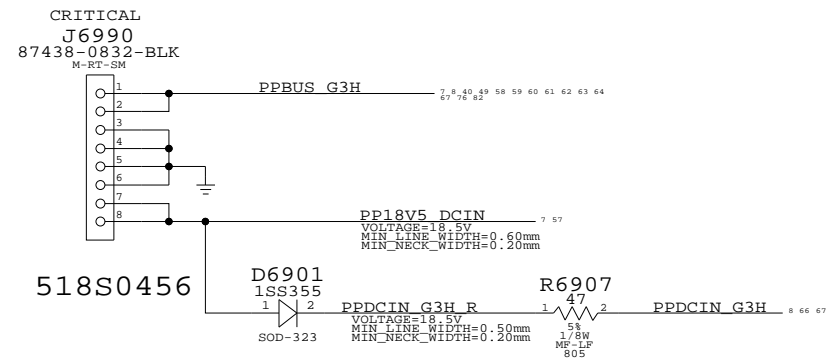 CRITICAL
J6990
87438-0832-BLK
M-RT-SM
1
PPBUS_G3H
7 8 40 49 58 59 60 61 62 63 64
67 76 82
2
3
4
5
6
7
8
PP18V5_DCIN
7 57
VOLTAGE=18.5V
MIN_LINE_WIDTH=0.60mm
MIN_NECK_WIDTH=0.20mm
518S0456
D6901
1SS355
1 2
SOD-323
PPDCIN_G3H_R
VOLTAGE=18.5V
MIN_LINE_WIDTH=0.50mm
MIN_NECK_WIDTH=0.20mm
R6907
47
1 2
5%
1/8W
MF-LF
805
PPDCIN_G3H
8 66 67